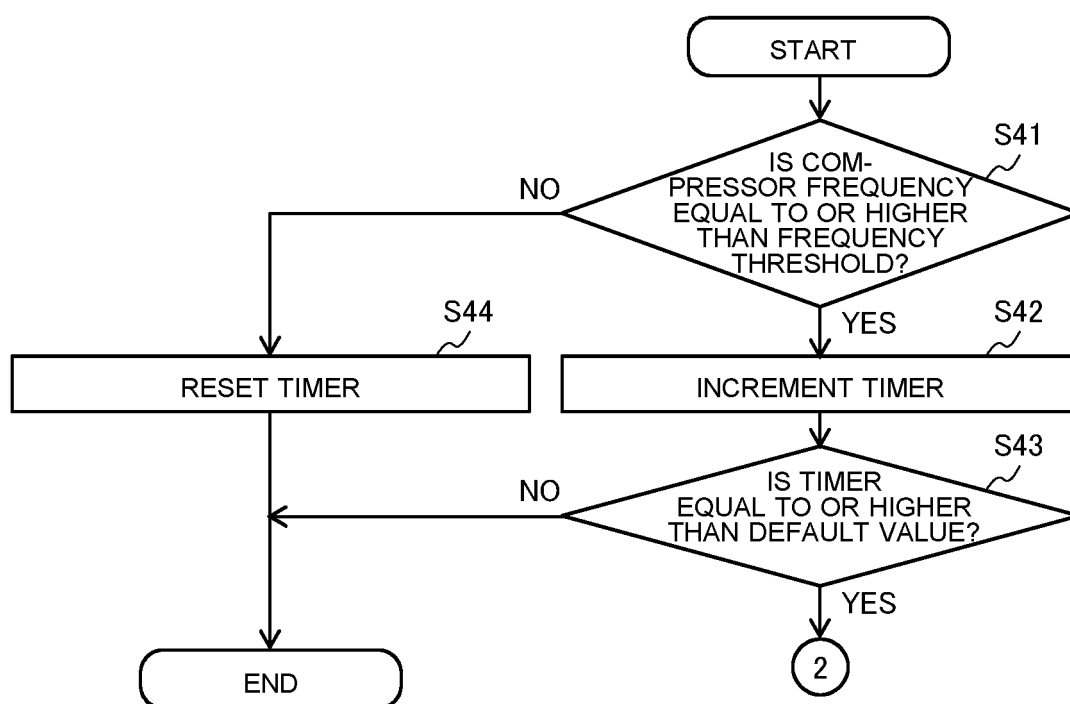 START
S41
IS COM-
PRESSOR FREQUENCY
EQUAL TO OR HIGHER
THAN FREQUENCY
THRESHOLD?
NO
YES
S44
RESET TIMER
S42
INCREMENT TIMER
S43
IS TIMER
EQUAL TO OR HIGHER
THAN DEFAULT VALUE?
NO
YES
END
2